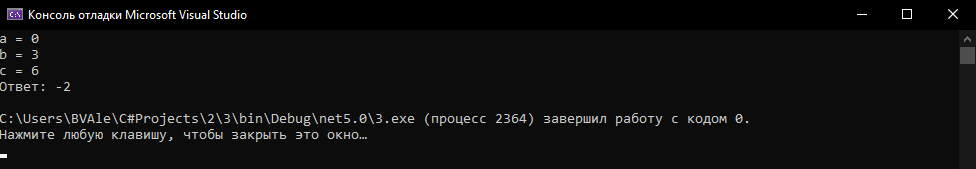 Консоль отладки Microsoft Visual Studio
a = 0
b = 3
c = 6
Ответ: -2
C:\Users\BVAle\C#Projects\2\3\bin\Debug\net5.0\3.exe (процесс 2364) завершил работу с кодом 0.
Нажмите любую клавишу, чтобы закрыть это окно…